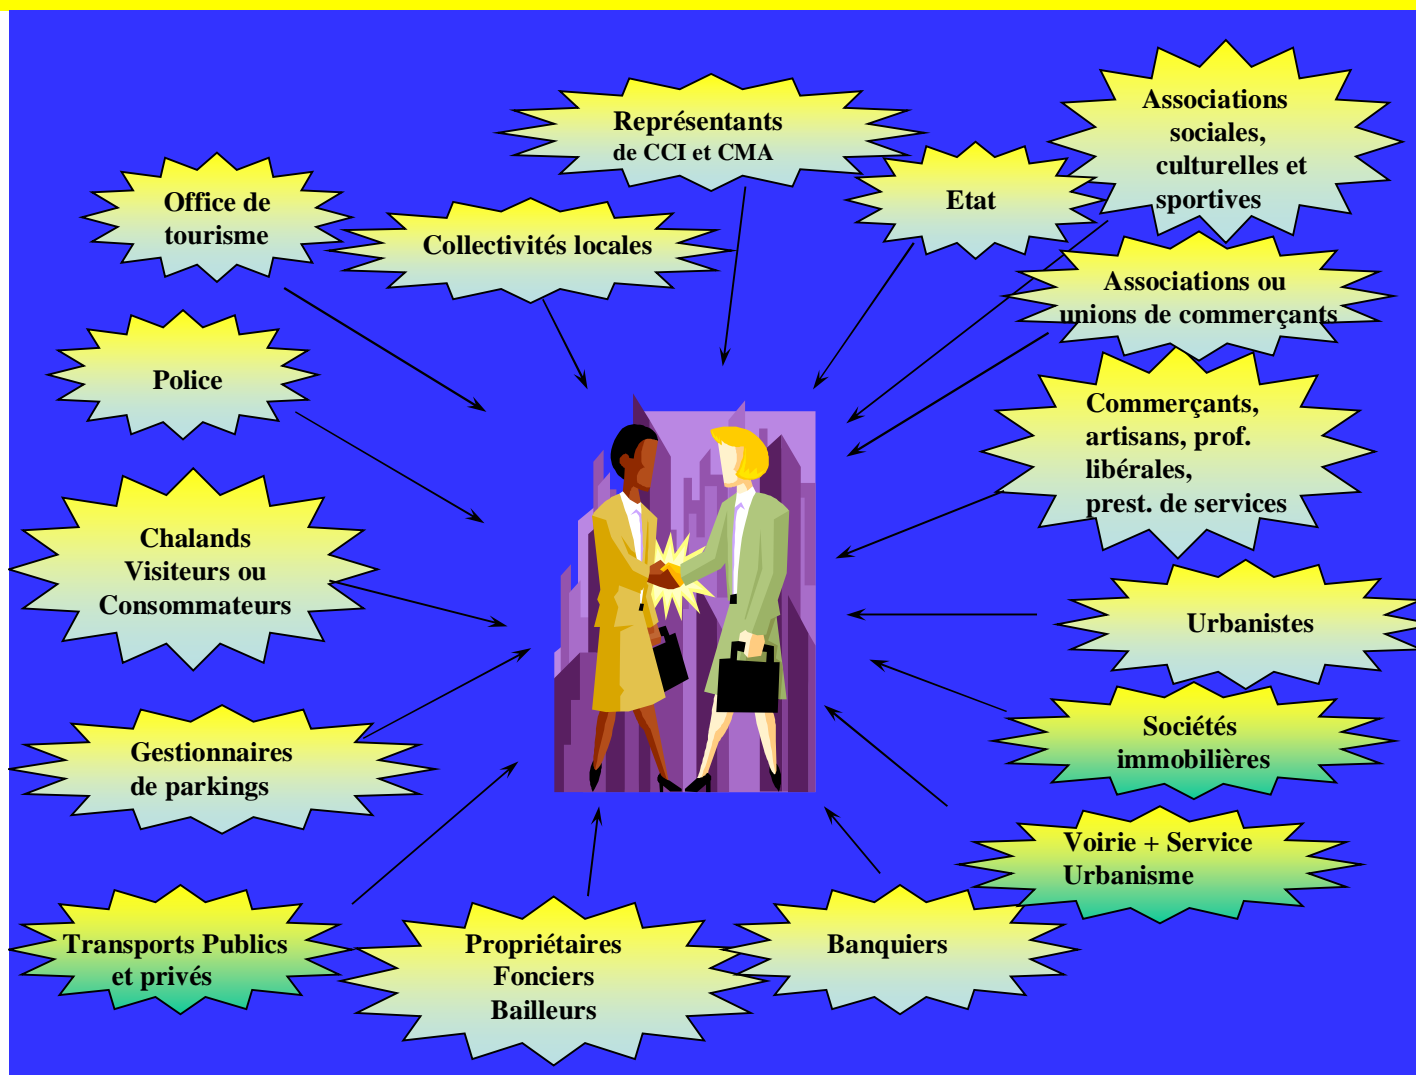 Représentants
de CCI et CMA
Associations
sociales,
culturelles et
sportives
Office de
tourisme
Collectivités locales
Etat
Associations ou
unions de commerçants
Police
Commerçants,
artisans, prof.
libérales,
prest. de services
Chalands
Visiteurs ou
Consommateurs
Urbanistes
Gestionnaires
de parkings
Sociétés
immobilières
Voirie + Service
Urbanisme
Transports Publics
et privés
Propriétaires
Fonciers
Bailleurs
Banquiers